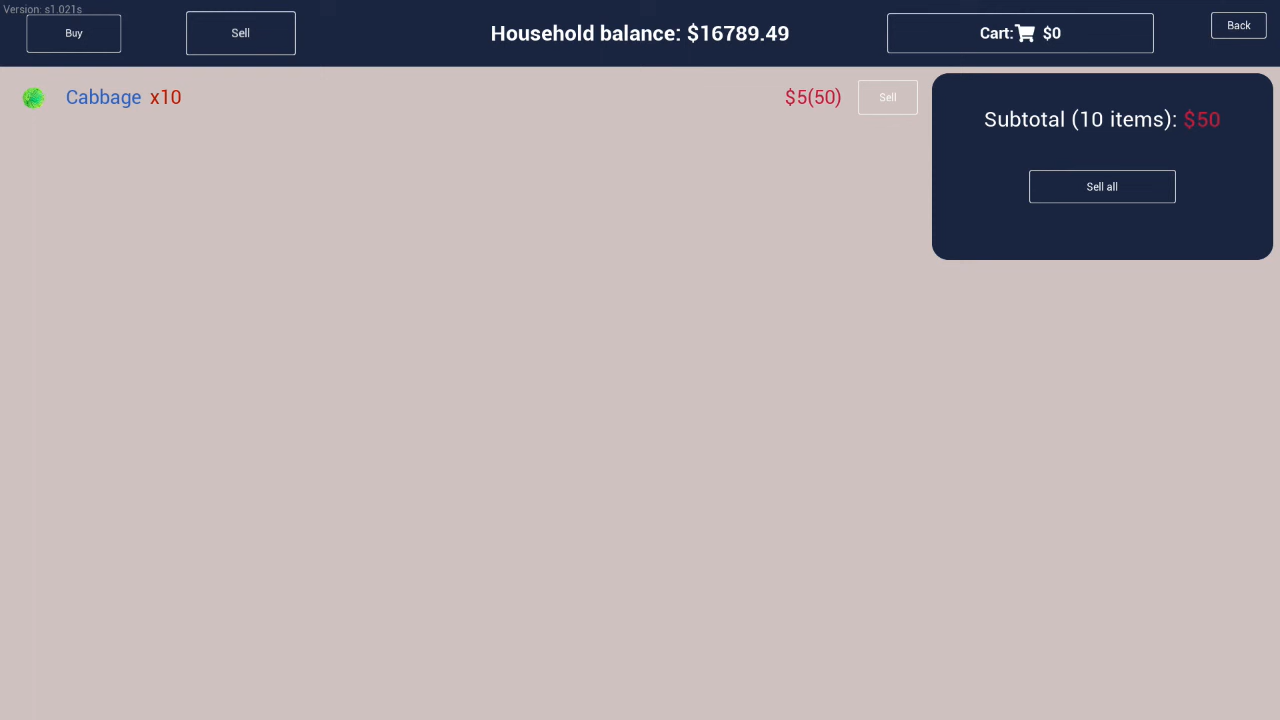 Version: s1.021s
Buy
Sell
Household balance: $16789.49
Cart: $0
Back
Cabbage x10
$5(50)
Sell
Subtotal (10 items): $50
Sell all